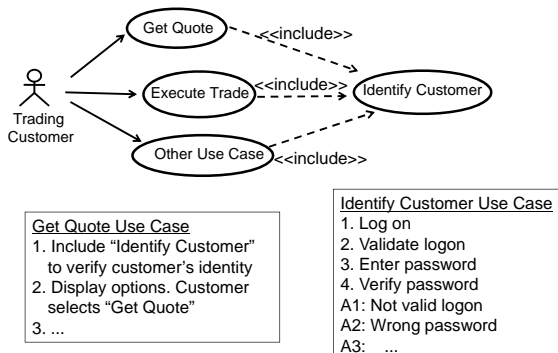 Get Quote
<<include>>
Execute Trade
<<include>>
Identify Customer
Trading
Customer
Other Use Case
<<include>>
Get Quote Use Case
1. Include “Identify Customer”
to verify customer’s identity
2. Display options. Customer
selects “Get Quote”
3. ...
Identify Customer Use Case
1. Log on
2. Validate logon
3. Enter password
4. Verify password
A1: Not valid logon
A2: Wrong password
A3: ...